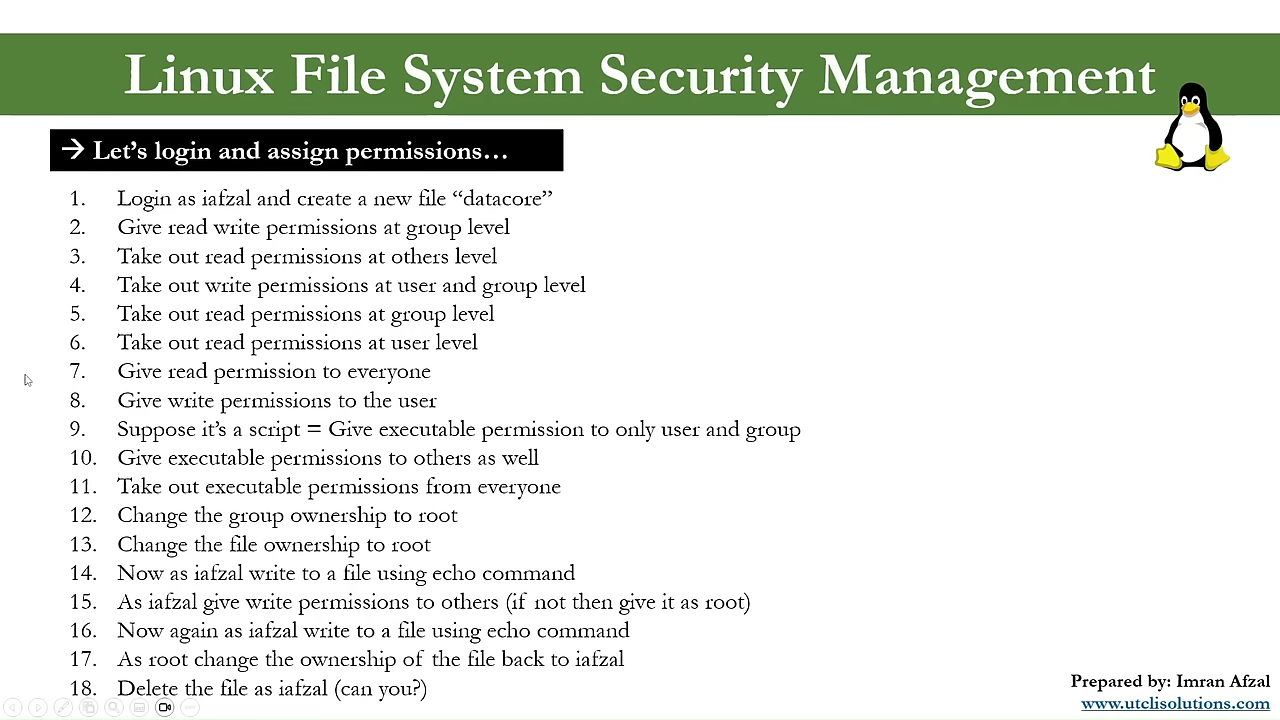 Linux File System Security Management
→ Let’s login and assign permissions…
1. Login as iafzal and create a new file “datacore”
2. Give read write permissions at group level
3. Take out read permissions at others level
4. Take out write permissions at user and group level
5. Take out read permissions at group level
6. Take out read permissions at user level
7. Give read permission to everyone
8. Give write permissions to the user
9. Suppose it’s a script = Give executable permission to only user and group
10. Give executable permissions to others as well
11. Take out executable permissions from everyone
12. Change the group ownership to root
13. Change the file ownership to root
14. Now as iafzal write to a file using echo command
15. As iafzal give write permissions to others (if not then give it as root)
16. Now again as iafzal write to a file using echo command
17. As root change the ownership of the file back to iafzal
18. Delete the file as iafzal (can you?)
Prepared by: Imran Afzal
www.utclisolutions.com